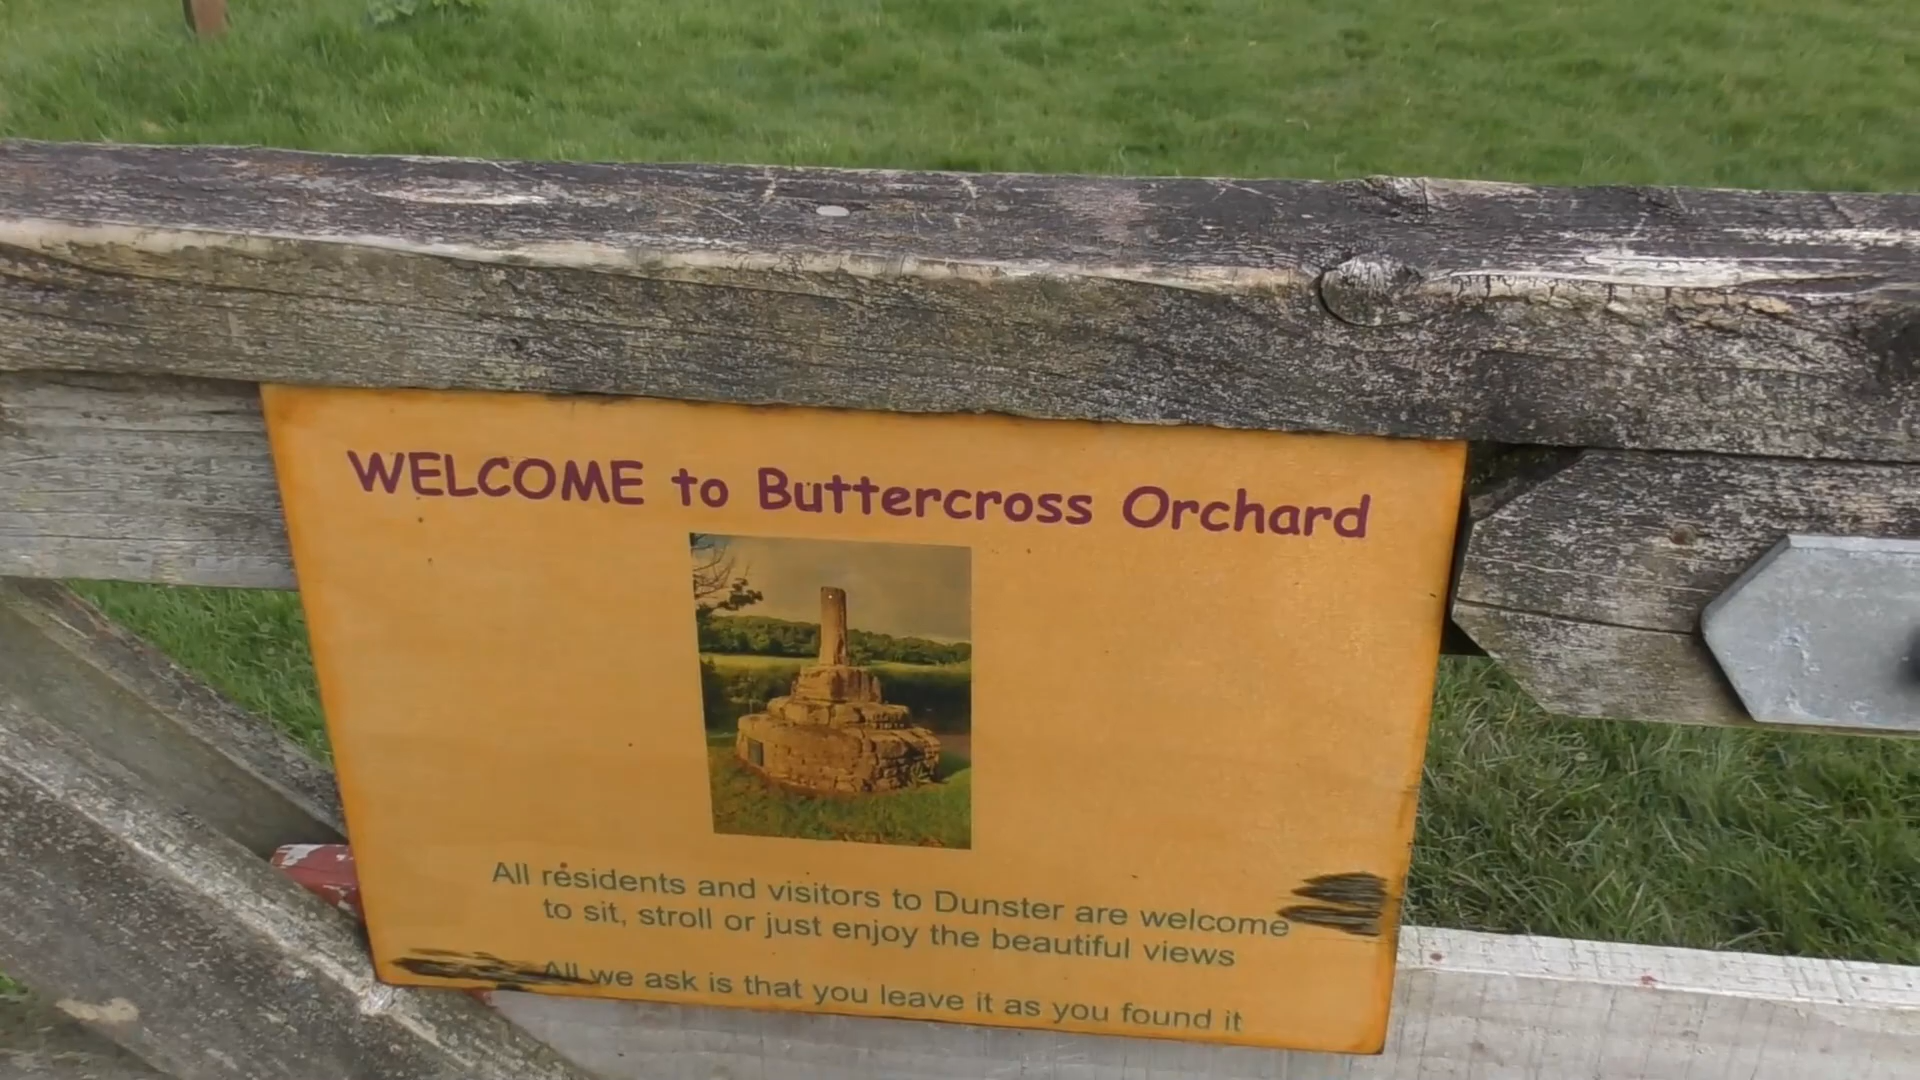 WELCOME to Buttercross Orchard
All residents and visitors to Dunster are welcome
to sit, stroll or just enjoy the beautiful views
All we ask is that you leave it as you found it